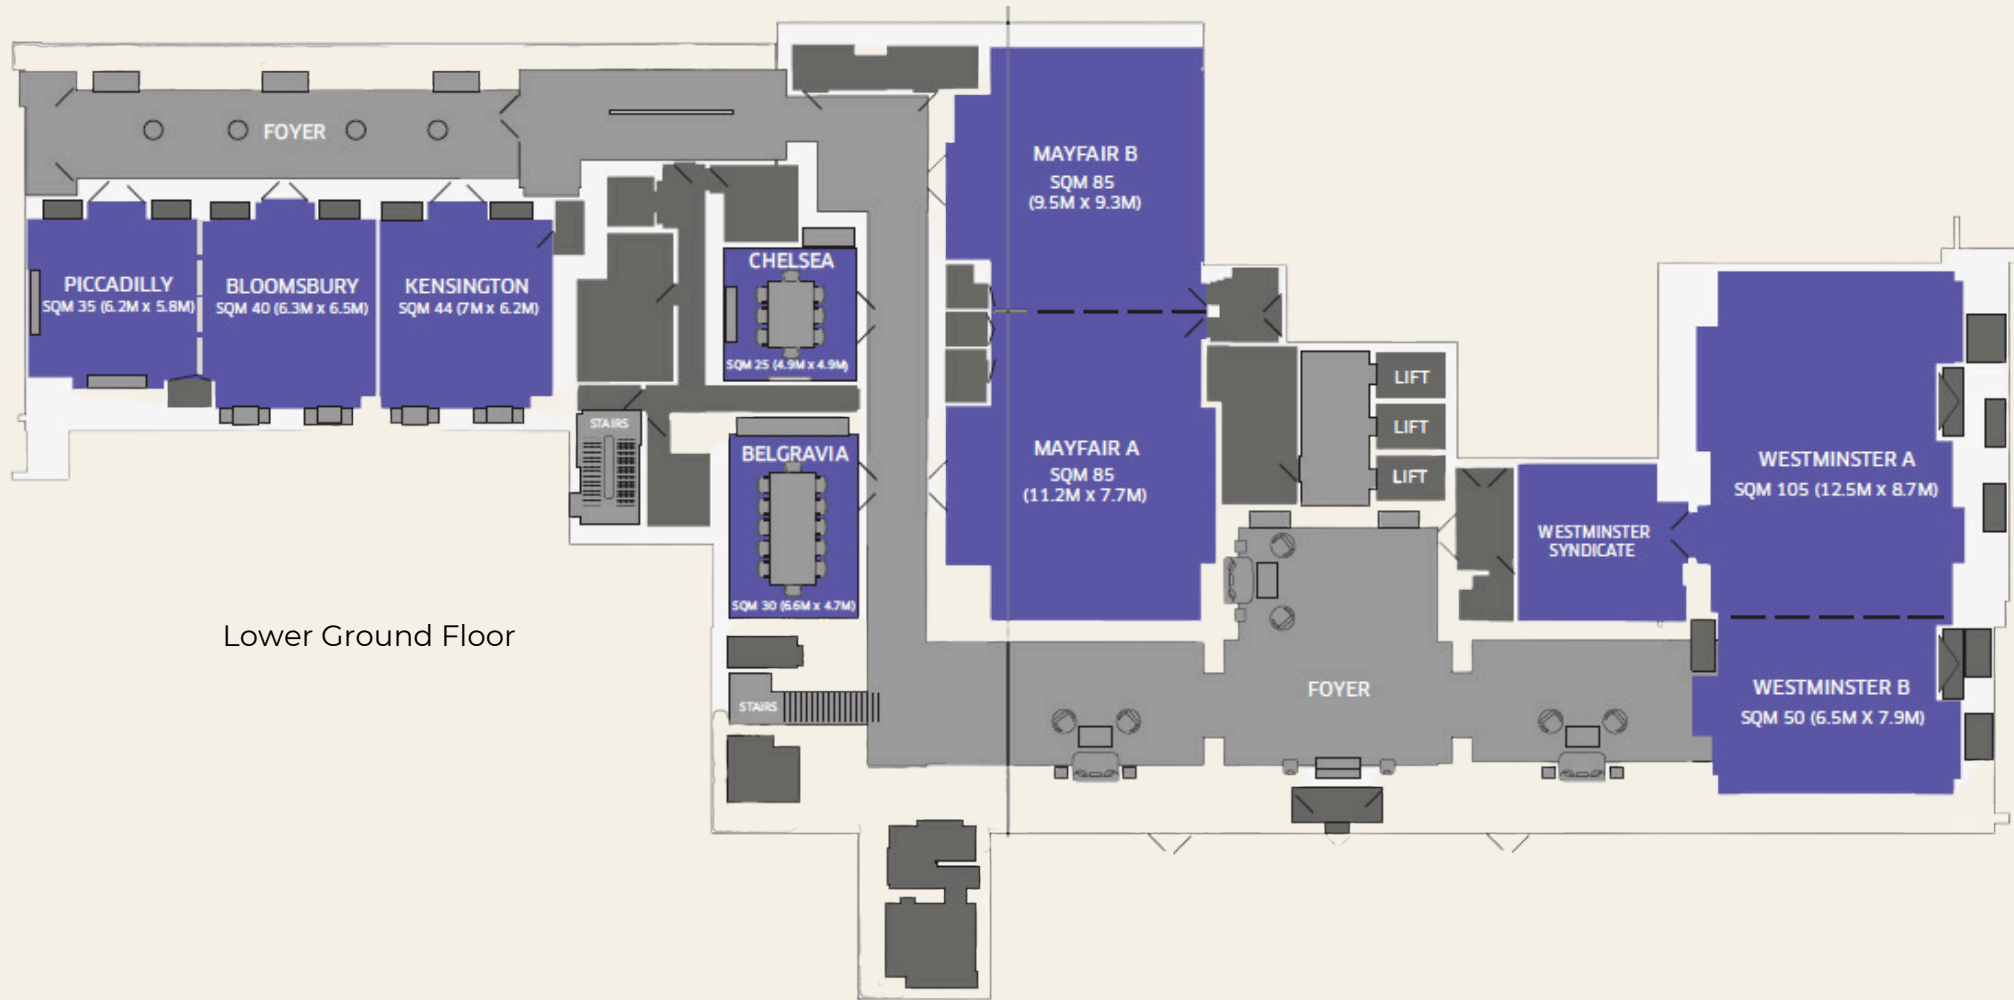 FOYER
PICCADILLY
SQM 35 (6.2M x 5.8M)
BLOOMSBURY
SQM 40 (6.3M x 6.5M)
KENSINGTON
SQM 44 (7M x 6.2M)
CHELSEA
SQM 25 (4.9M x 4.9M)
STAIRS
BELGRAVIA
SQM 30 (6.6M x 4.7M)
STAIRS
Lower Ground Floor
MAYFAIR B
SQM 85
(9.5M x 9.3M)
MAYFAIR A
SQM 85
(11.2M x 7.7M)
LIFT
LIFT
LIFT
FOYER
WESTMINSTER
SYNDICATE
WESTMINSTER A
SQM 105 (12.5M x 8.7M)
WESTMINSTER B
SQM 50 (6.5M X 7.9M)